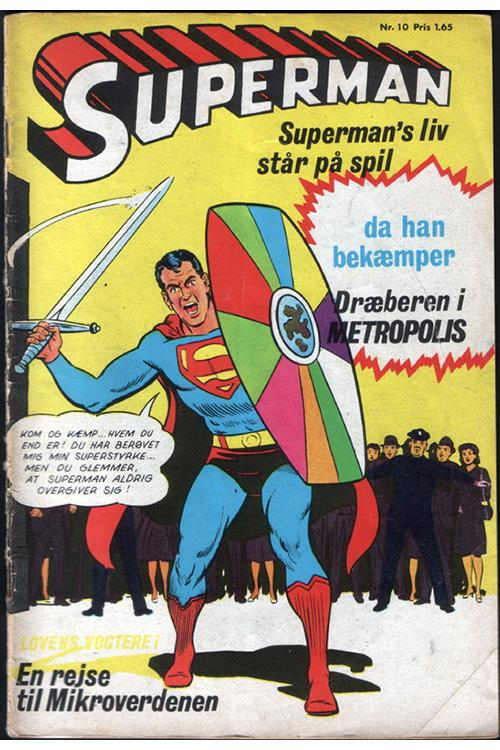 Nr. 10 Pris 1.65
SUPERMAN
Superman's liv
står på spil
da han
bekæmper
Dræberen i
METROPOLIS
KOM OG KÆMP...HVEM DU
END ER! DU HAR BERØVET
MIG MIN SUPERSTYRKE...
MEN DU GLEMMER,
AT SUPERMAN ALDRIG
OVERGIVER SIG!
LOVENS VOGTERE i
En rejse
til Mikroverdenen